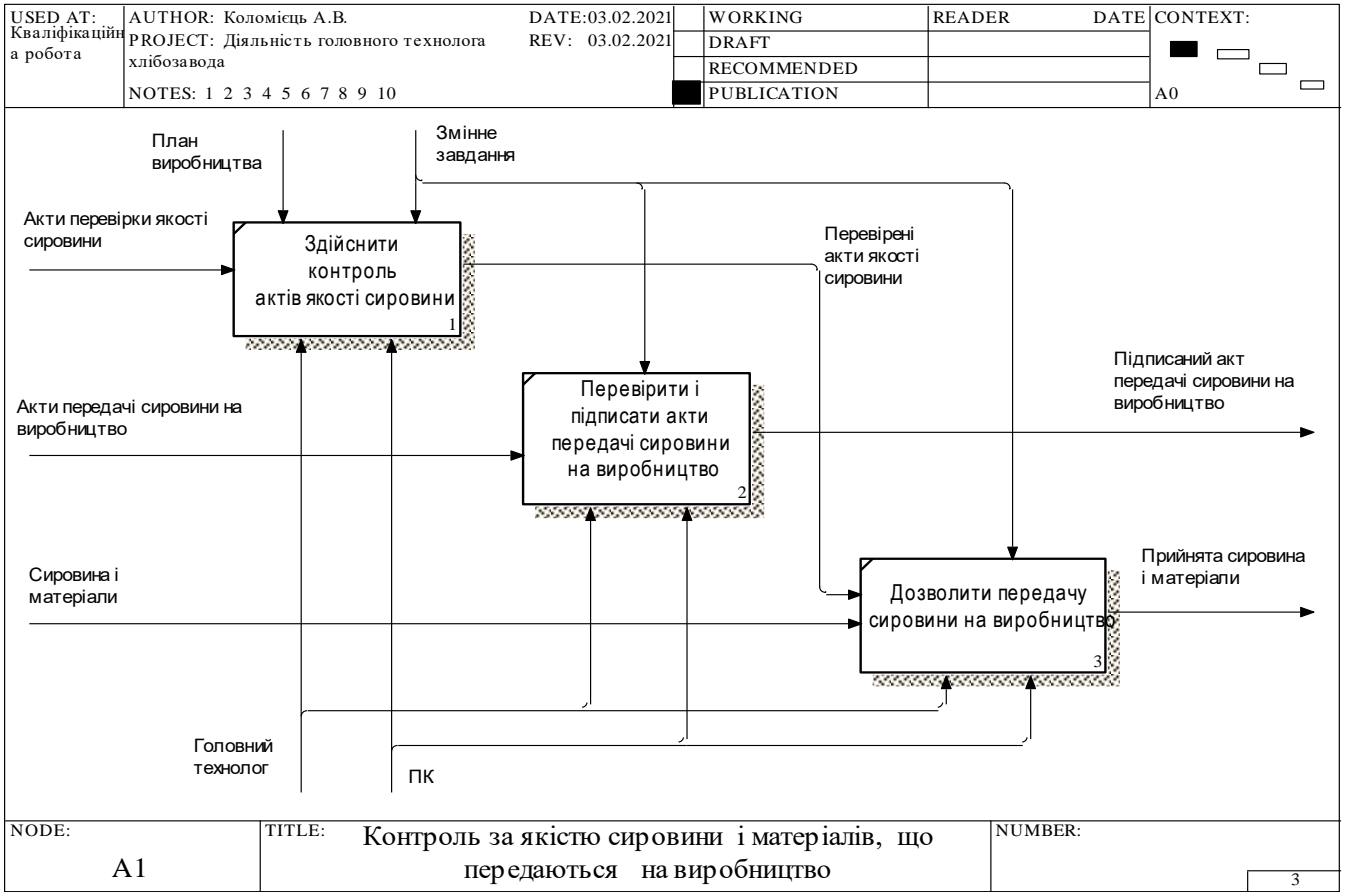 USED AT:
Кваліфікаційн
а робота
AUTHOR: Коломієць А.В.
DATE:03.02.2021
PROJECT: Діяльність головного технолога
хлібозавода
REV: 03.02.2021
NOTES: 1 2 3 4 5 6 7 8 9 10
WORKING
DRAFT
RECOMMENDED
PUBLICATION
READER DATE
CONTEXT:
A0
План
виробництва
Змінне
завдання
Акти перевірки якості
сировини
Здійснити
контроль
актів якості сировини
1
Перевірені
акти якості
сировини
Акти передачі сировини на
виробництво
Перевірити і
підписати акти
передачі сировини
на виробництво
2
Підписаний акт
передачі сировини на
виробництво
Сировина і
матеріали
Дозволити передачу
сировини на виробництво
3
Прийнята сировина
і матеріали
Головний
технолог
ПК
NODE:
A1
TITLE:
Контроль за якістю сировини і матеріалів, що
передаються на виробництво
NUMBER:
3